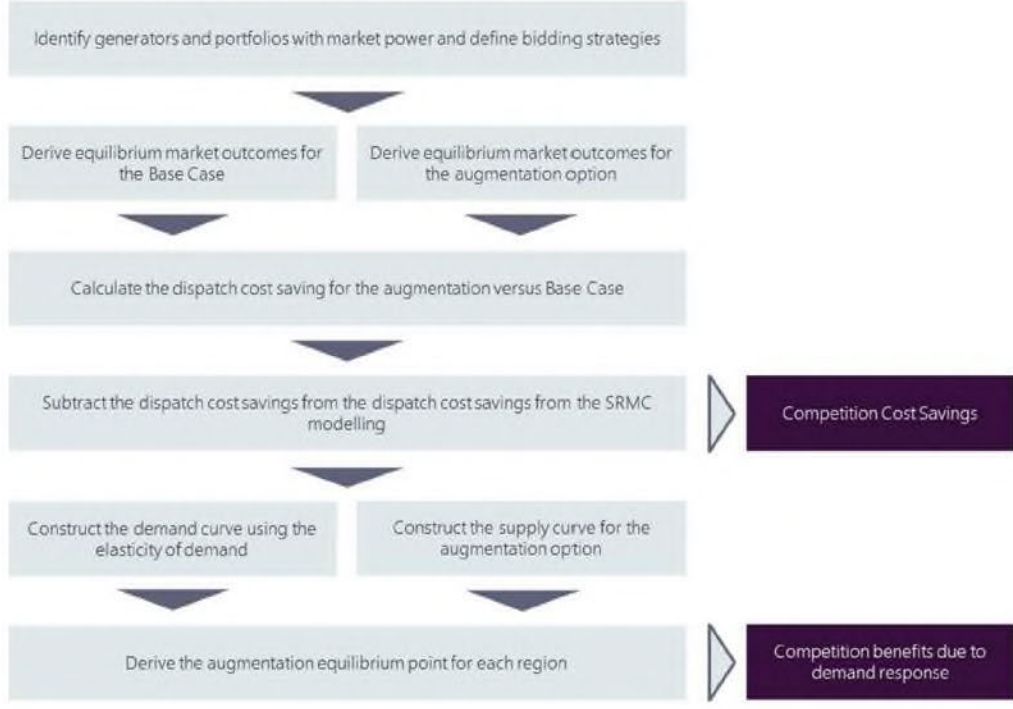 Identify generators and portfolios with market power and define bidding strategies
Derive equilibrium market outcomes for
the Base Case
Derive equilibrium market outcomes for
the augmentation option
Calculate the dispatch cost saving for the augmentation versus Base Case
Subtract the dispatch cost savings from the dispatch cost savings from the SRMC
modelling
Competition Cost Savings
Construct the demand curve using the
elasticity of demand
Construct the supply curve for the
augmentation option
Derive the augmentation equilibrium point for each region
Competition benefits due to
demand response